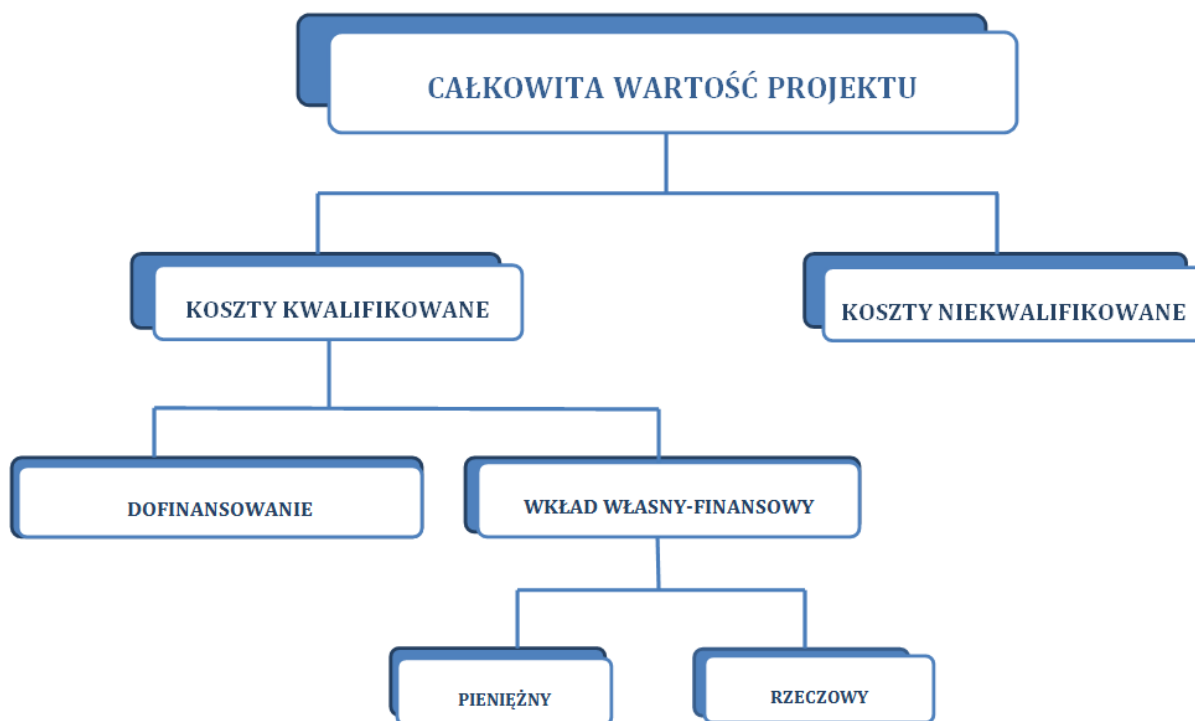 CAŁKOWITA WARTOŚĆ PROJEKTU
KOSZTY KWALIFIKOWANE
KOSZTY NIEKWALIFIKOWANE
DOFINANSOWANIE
WKŁAD WŁASNY-FINANSOWY
PIENIĘŻNY
RZECZOWY